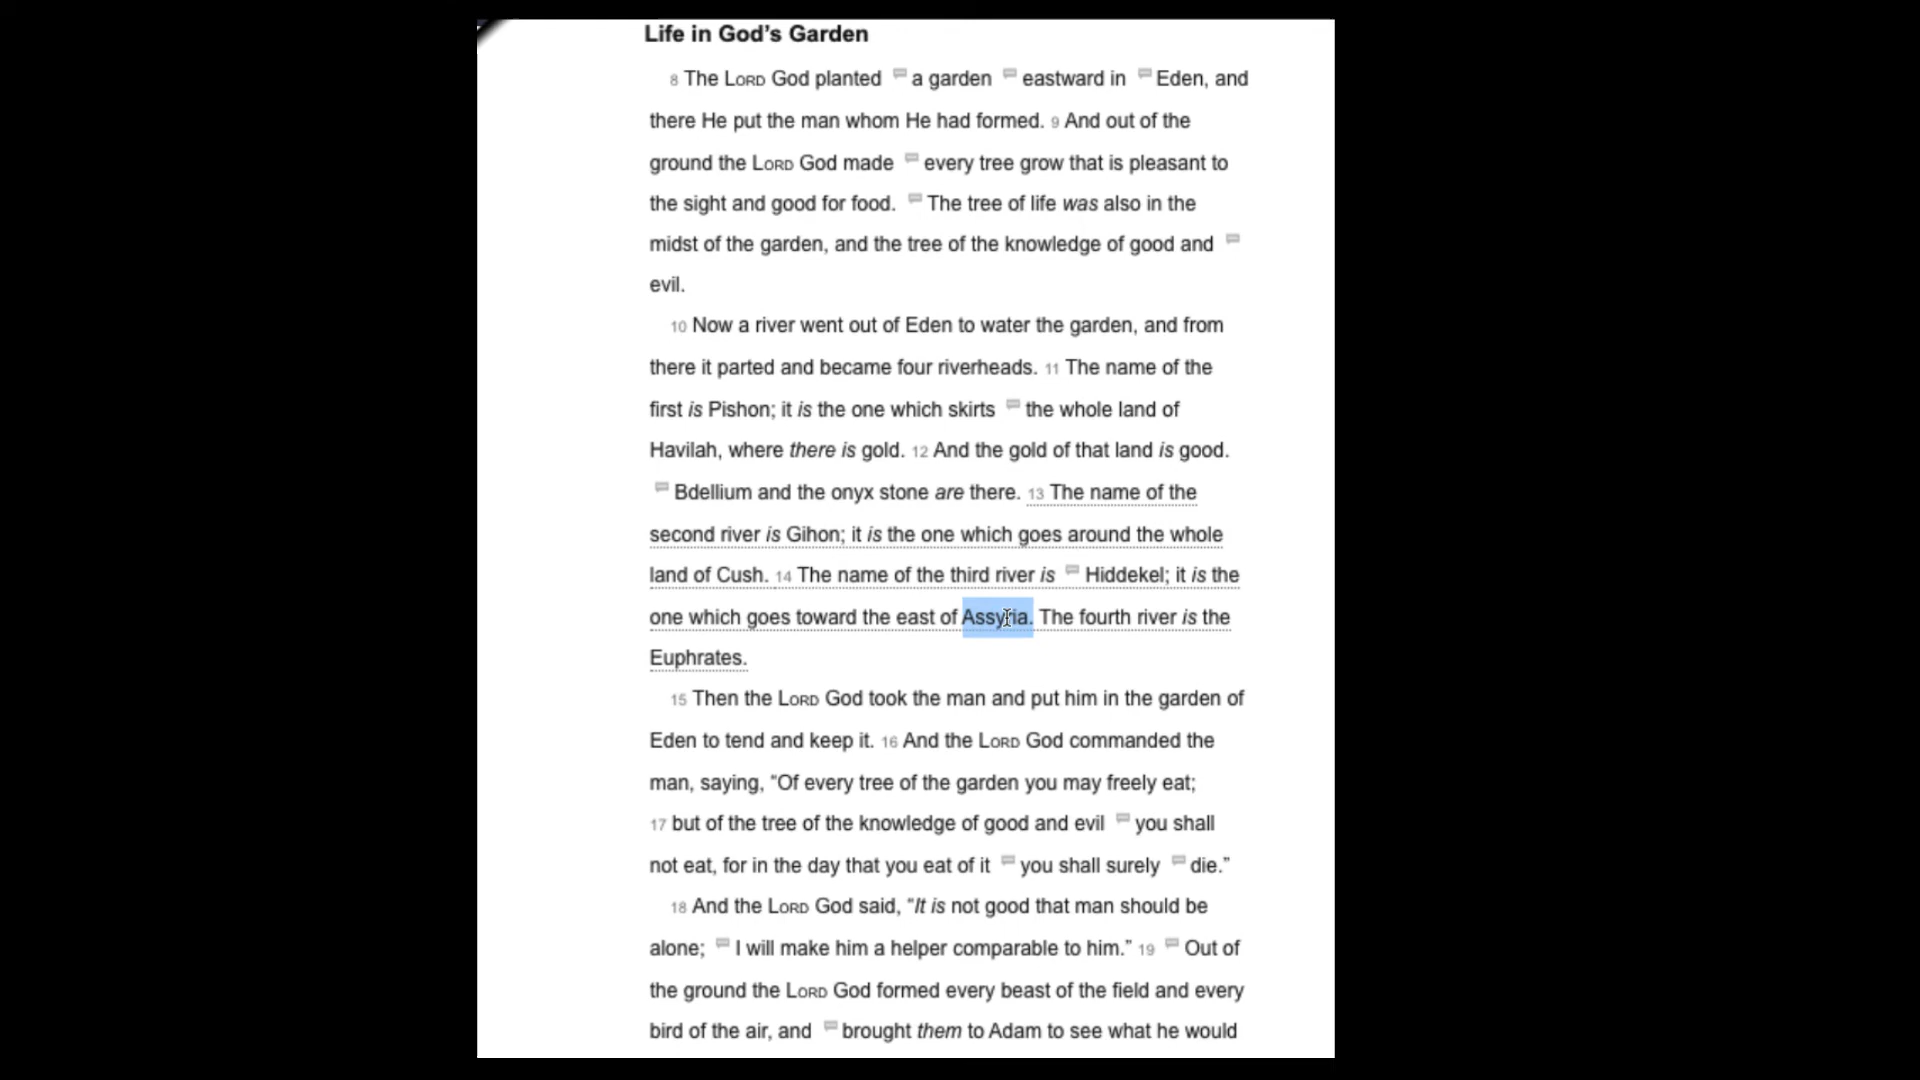 Life in God’s Garden
8 The LORD God planted a garden eastward in Eden, and
there He put the man whom He had formed. 9 And out of the
ground the LORD God made every tree grow that is pleasant to
the sight and good for food. The tree of life was also in the
midst of the garden, and the tree of the knowledge of good and
evil.
10 Now a river went out of Eden to water the garden, and from
there it parted and became four riverheads. 11 The name of the
first is Pishon; it is the one which skirts the whole land of
Havilah, where there is gold. 12 And the gold of that land is good.
Bdellium and the onyx stone are there. 13 The name of the
second river is Gihon; it is the one which goes around the whole
land of Cush. 14 The name of the third river is Hiddekel; it is the
one which goes toward the east of Assyria. The fourth river is the
Euphrates.
15 Then the LORD God took the man and put him in the garden of
Eden to tend and keep it. 16 And the LORD God commanded the
man, saying, “Of every tree of the garden you may freely eat;
17 but of the tree of the knowledge of good and evil you shall
not eat, for in the day that you eat of it you shall surely die.”
18 And the LORD God said, “It is not good that man should be
alone; I will make him a helper comparable to him.” 19 Out of
the ground the LORD God formed every beast of the field and every
bird of the air, and brought them to Adam to see what he would